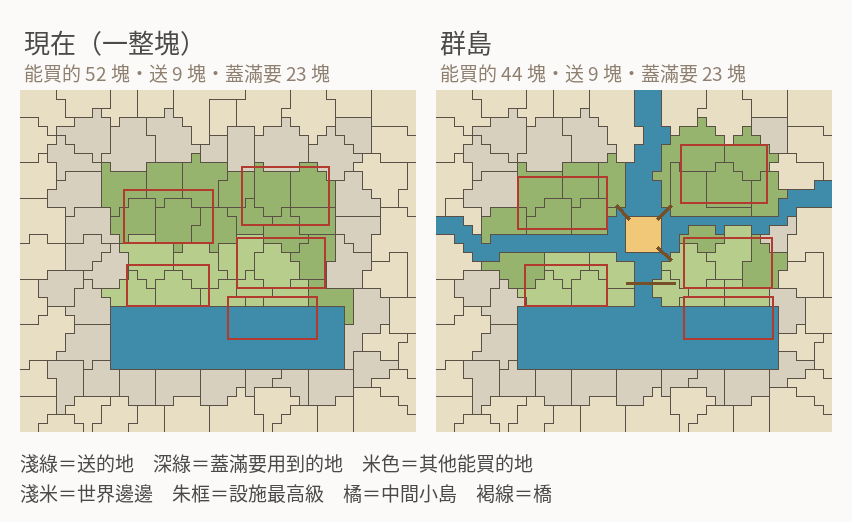 現在（一整塊）
能買的 52 塊・送 9 塊・蓋滿要 23 塊
群島
能買的 44 塊・送 9 塊・蓋滿要 23 塊
淺綠＝送的地　深綠＝蓋滿要用到的地　米色＝其他能買的地
淺米＝世界邊邊　朱框＝設施最高級　橘＝中間小島　褐線＝橋